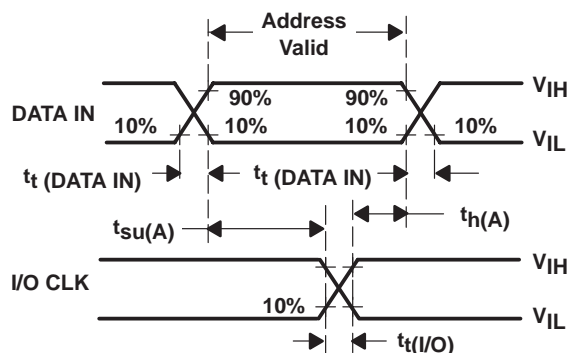 Address
Valid
DATA IN
VIH
90% 90%
10% 10% 10% 10%
VIL
tt (DATA IN) tt (DATA IN)
tsu(A) th(A)
I/O CLK
VIH
10%
VIL
tt(I/O)